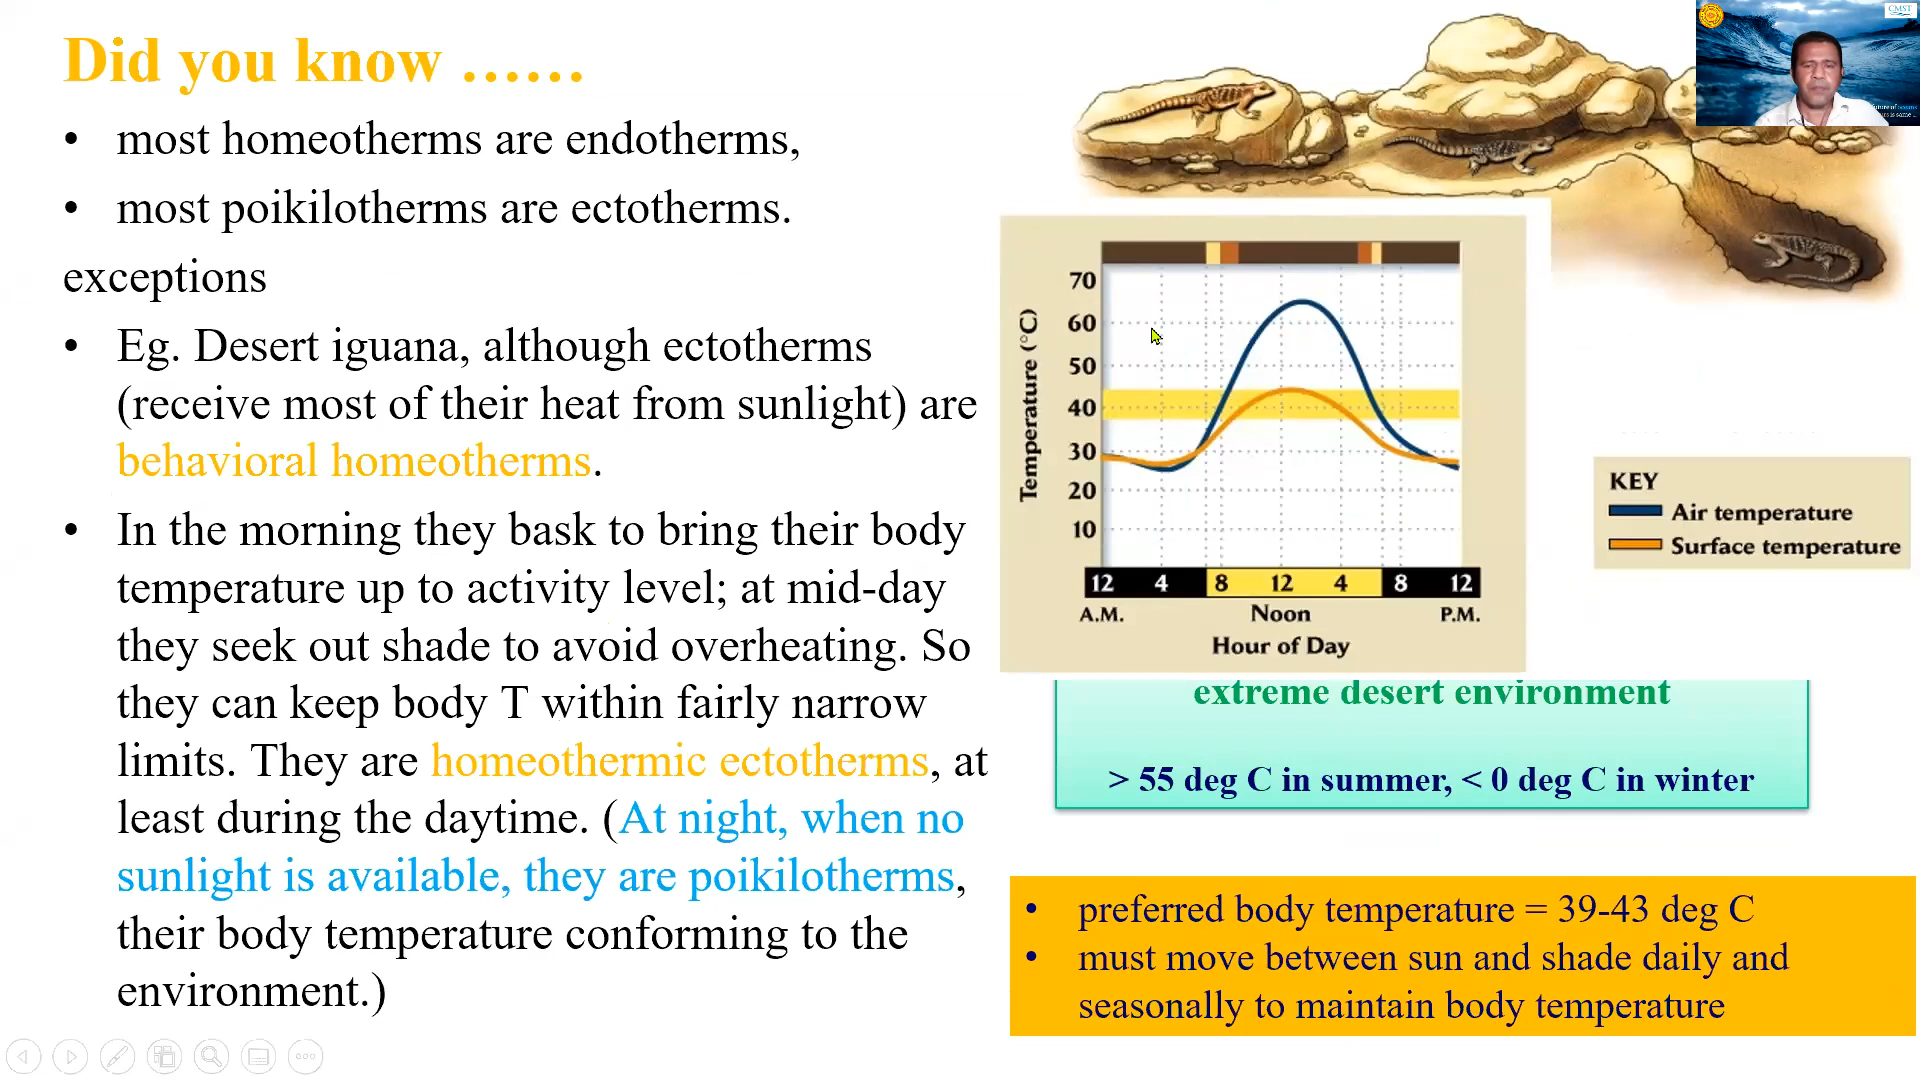 Did you know ……
• most homeotherms are endotherms,
• most poikilotherms are ectotherms.
exceptions
• Eg. Desert iguana, although ectotherms
(receive most of their heat from sunlight) are
behavioral homeotherms.
• In the morning they bask to bring their body
temperature up to activity level; at mid-day
they seek out shade to avoid overheating. So
they can keep body T within fairly narrow
limits. They are homeothermic ectotherms, at
least during the daytime. (At night, when no
sunlight is available, they are poikilotherms,
their body temperature conforming to the
environment.)
CMST
Temperature (°C)
70
60
50
40
30
20
10
12 4 8 12 4 8 12
A.M. Noon P.M.
Hour of Day
KEY
Air temperature
Surface temperature
extreme desert environment
> 55 deg C in summer, < 0 deg C in winter
• preferred body temperature = 39-43 deg C
• must move between sun and shade daily and
seasonally to maintain body temperature